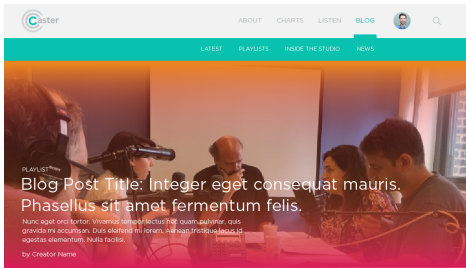 Caster
ABOUT CHARTS LISTEN BLOG
LATEST PLAYLISTS INSIDE THE STUDIO NEWS
PLAYLIST
Blog Post Title: Integer eget consequat mauris.
Phasellus sit amet fermentum felis.
Nunc eget orci tortor. Vivamus tempor lectus nec quam pulvinar, quis
gravida mi accumsan. Duis eleifend mi lorem. Aenean tristique lacus id
egestas elementum. Nulla facilisi.
by Creator Name